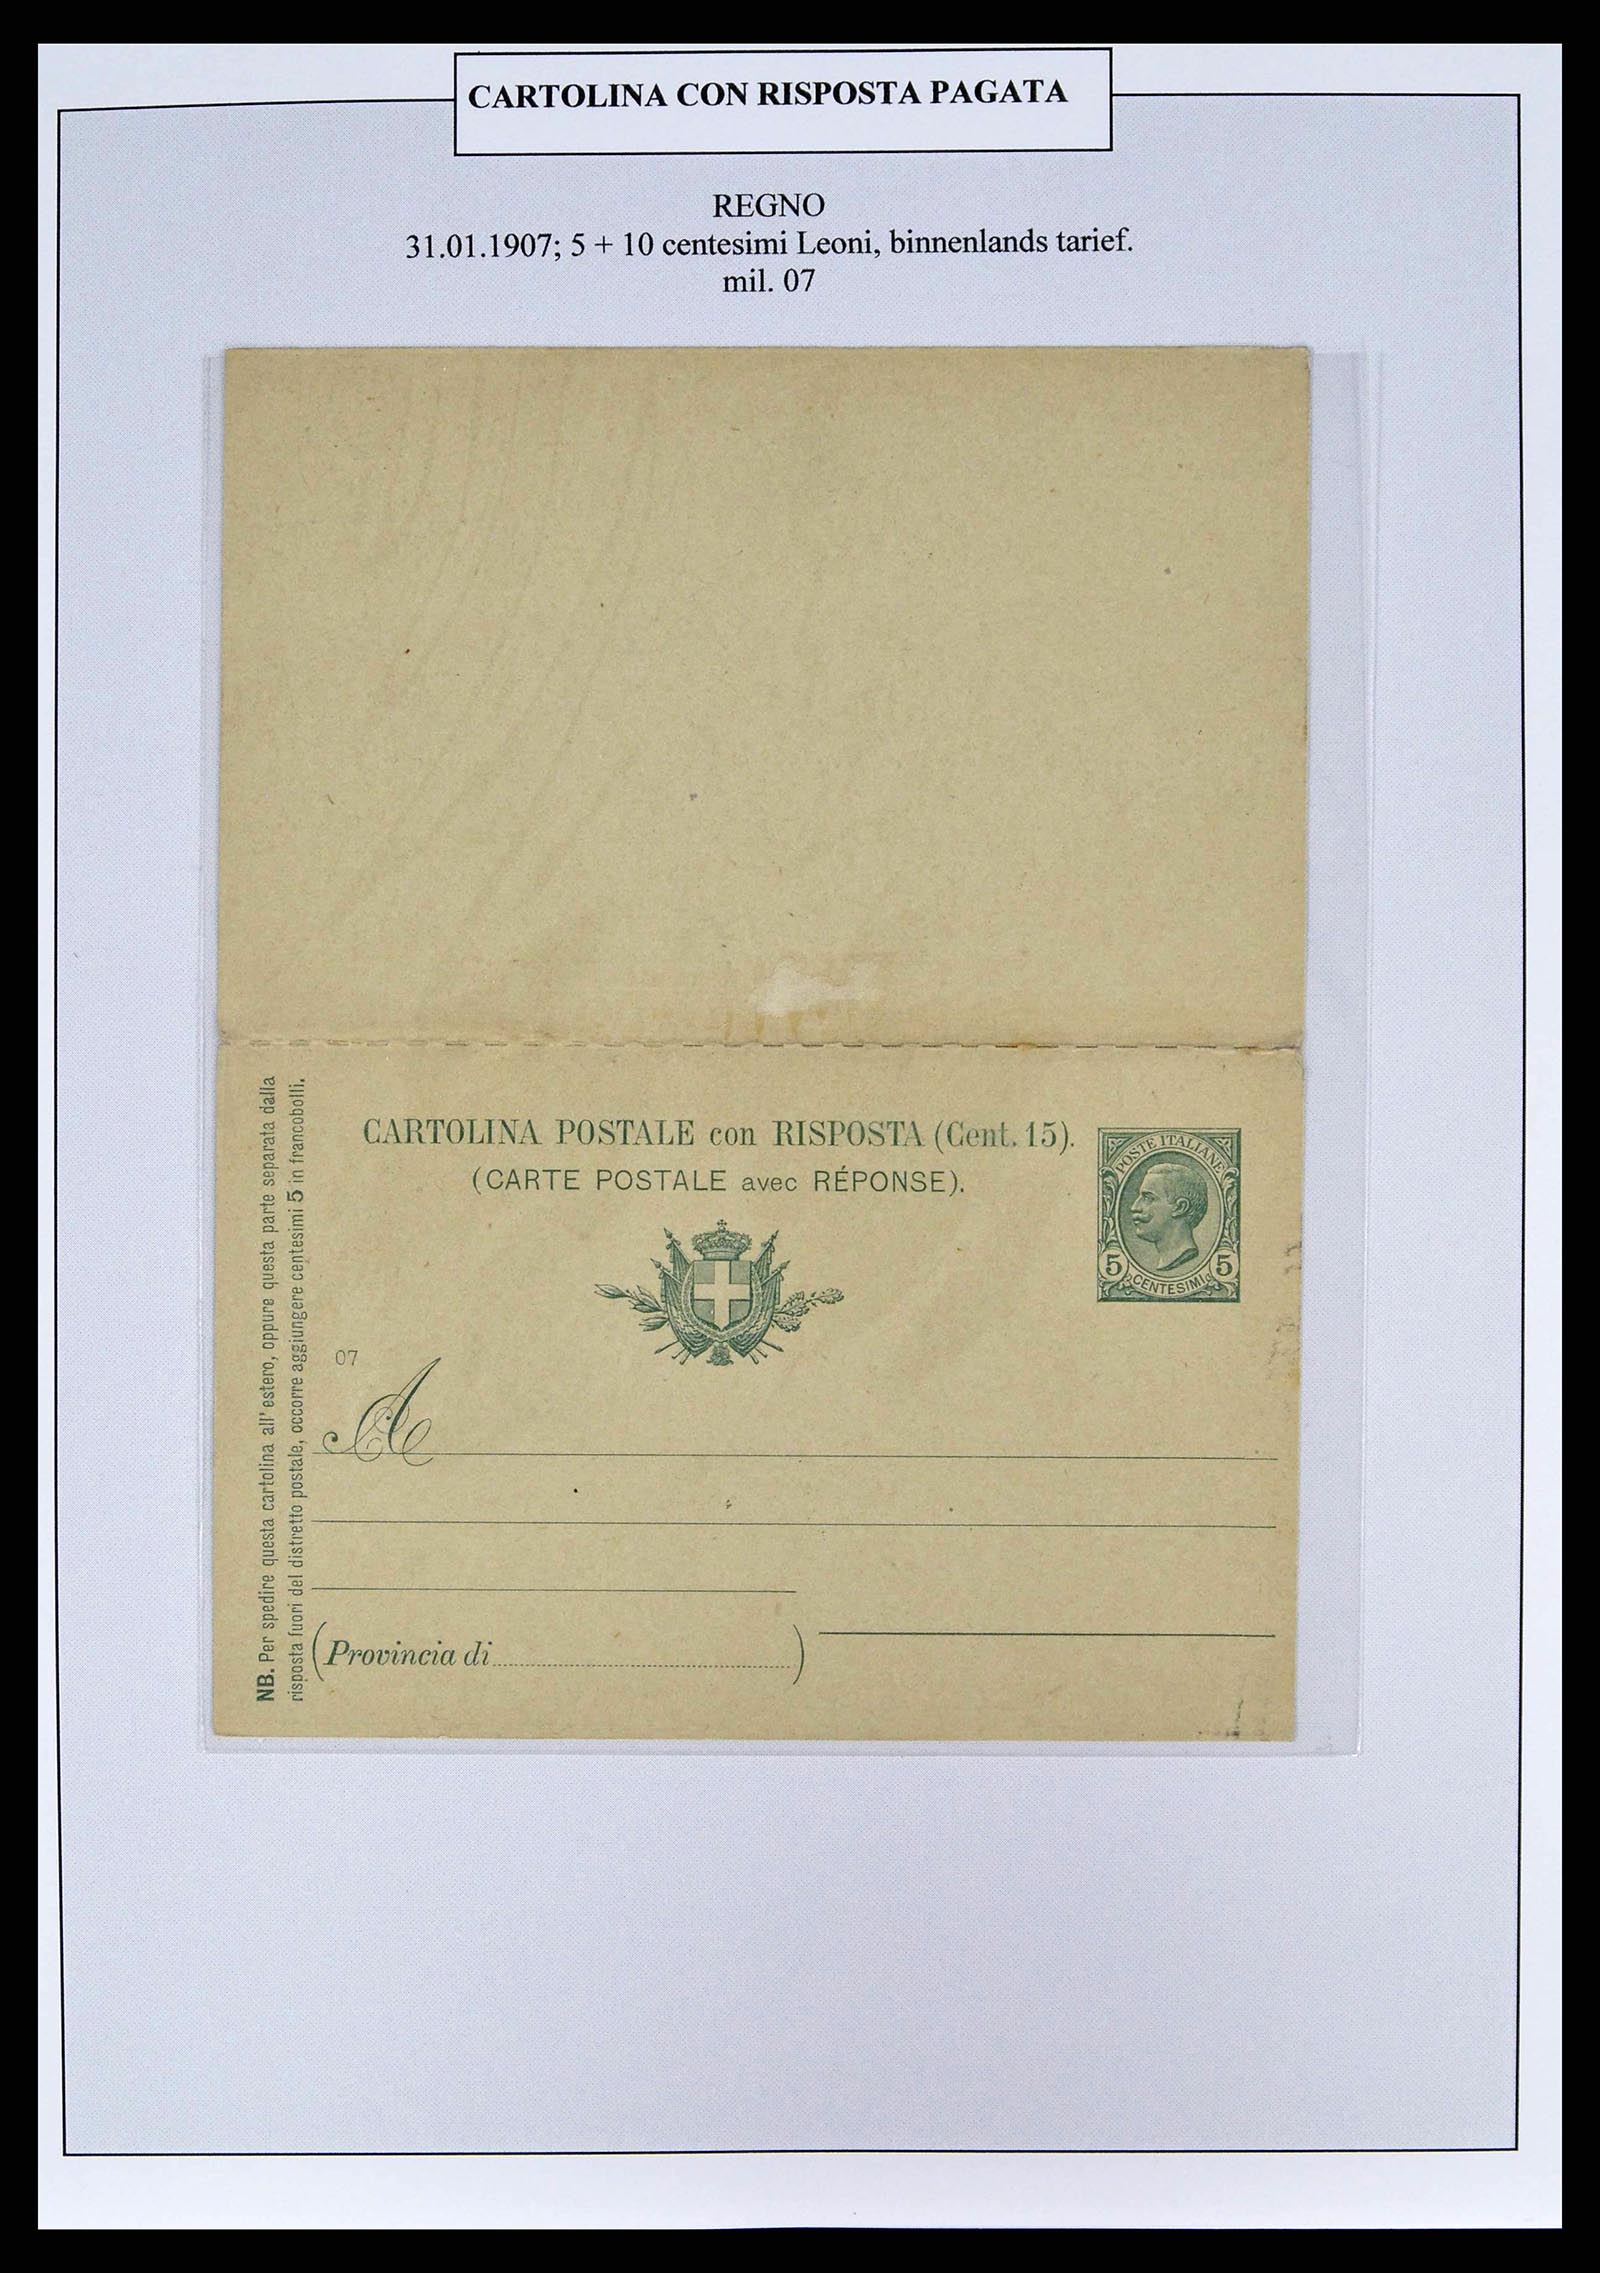 CARTOLINA CON RISPOSTA PAGATA
REGNO
31.01.1907; 5 + 10 centesimi Leoni, binnenlands tarief.
mil. 07
CARTOLINA POSTALE con RISPOSTA (Cent. 15).
(CARTE POSTALE avec RÉPONSE).
POSTE ITALIANE
5 CENTESIMI 5
NB. Per spedire questa cartolina all' estero, oppure questa parte separata dalla
risposta fuori del distretto postale, occorre aggiungere centesimi 5 in francobolli.
07
A
(Provincia di)